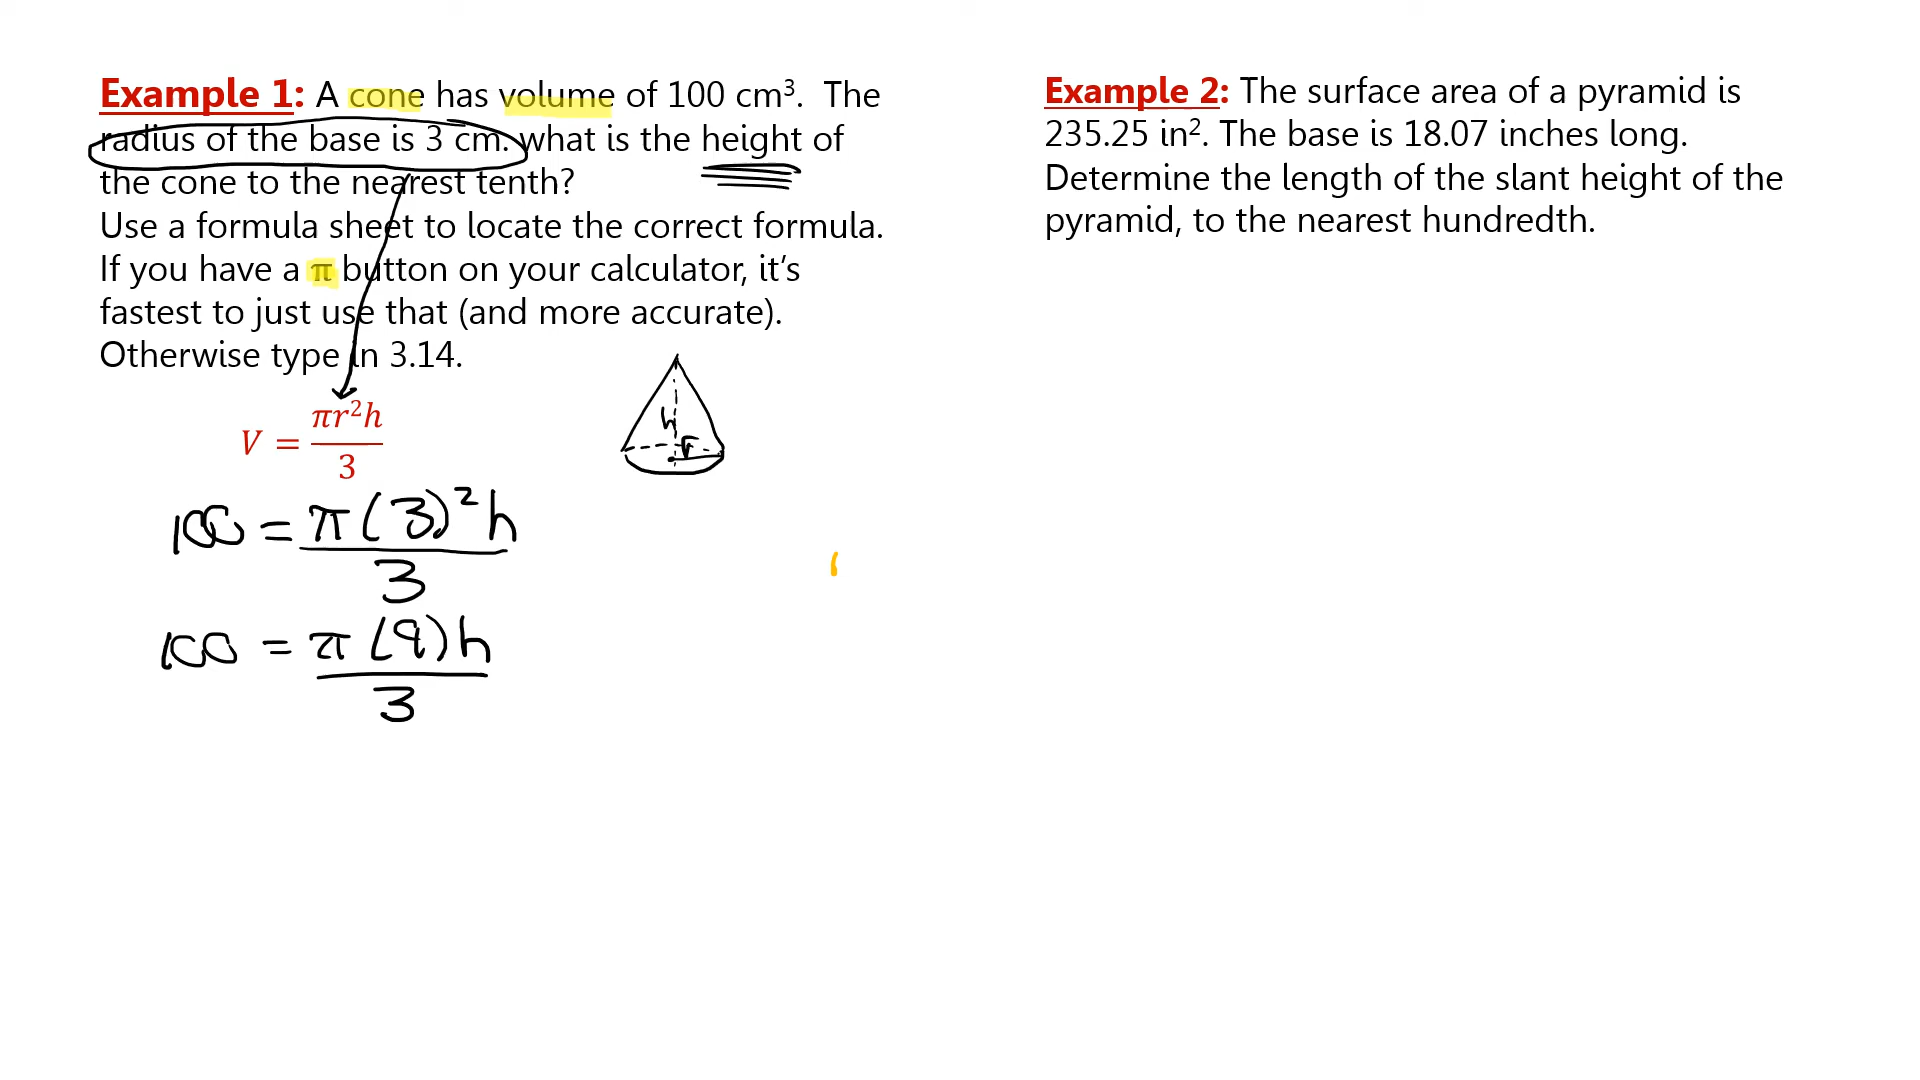 Example 1: A cone has volume of 100 cm³. The
radius of the base is 3 cm. what is the height of
the cone to the nearest tenth?
Use a formula sheet to locate the correct formula.
If you have a π button on your calculator, it’s
fastest to just use that (and more accurate).
Otherwise type in 3.14.
V = πr²h / 3
h
r
100 = π(3)²h / 3
100 = π(9)h / 3
Example 2: The surface area of a pyramid is
235.25 in². The base is 18.07 inches long.
Determine the length of the slant height of the
pyramid, to the nearest hundredth.